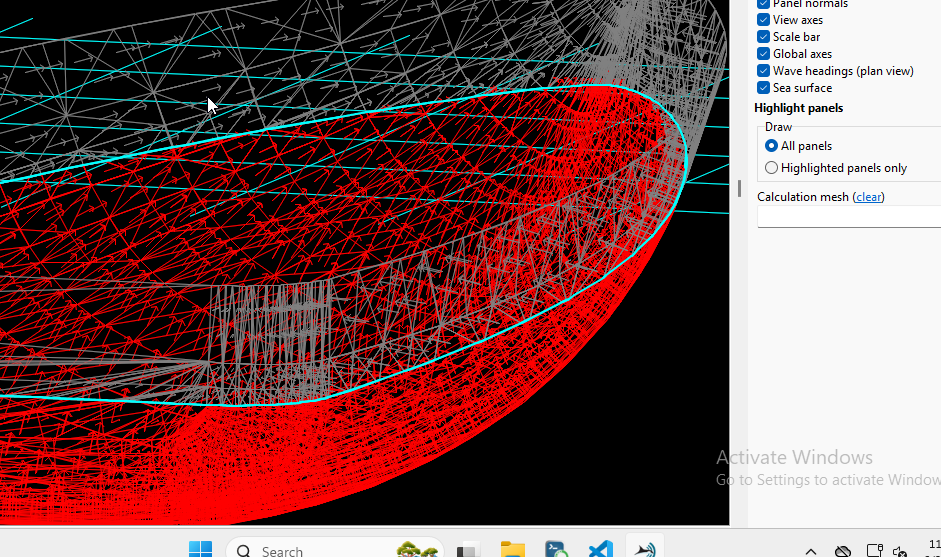 Panel normals
View axes
Scale bar
Global axes
Wave headings (plan view)
Sea surface
Highlight panels
Draw
All panels
Highlighted panels only
Calculation mesh (clear)
Activate Windows
Go to Settings to activate Window
Search
11